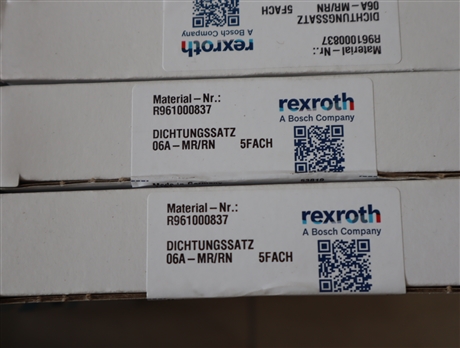 Material-Nr.:
R961000837
DICHTUNGSSATZ
06A-MR/RN 5FACH
rexroth
A Bosch Company
Material-Nr.:
R961000837
rexroth
A Bosch Company
DICHTUNGSSATZ
06A-MR/RN 5FACH
Material-Nr.:
R961000837
rexroth
A Bosch Company
DICHTUNGSSATZ
06A-MR/RN 5FACH